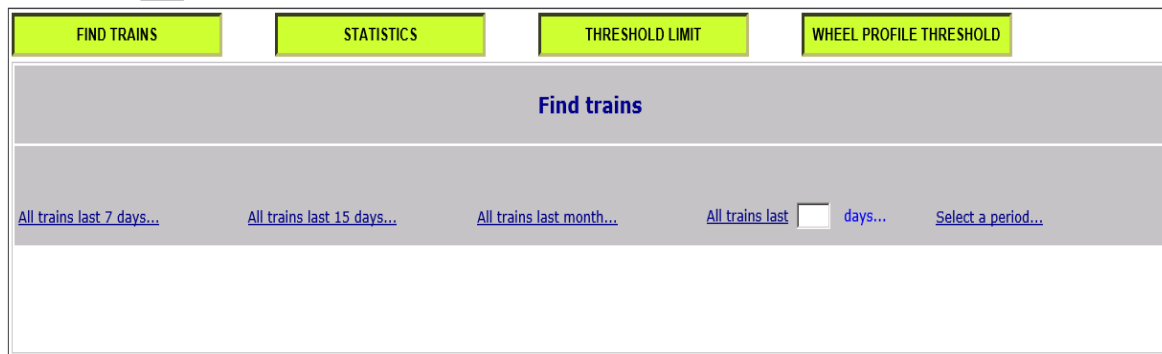 FIND TRAINS STATISTICS THRESHOLD LIMIT WHEEL PROFILE THRESHOLD
Find trains
All trains last 7 days... All trains last 15 days... All trains last month... All trains last days... Select a period...